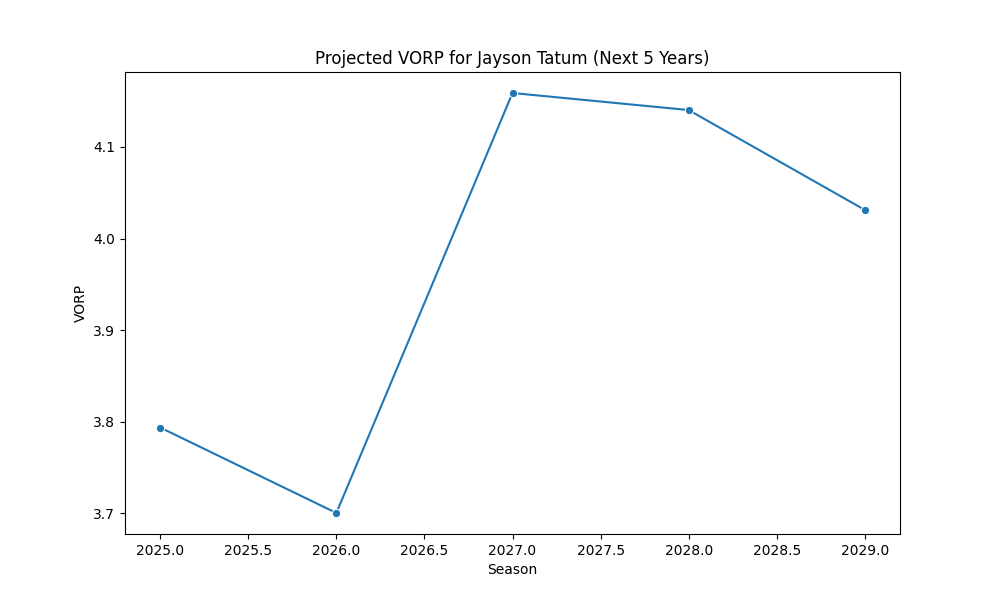 Projected VORP for Jayson Tatum (Next 5 Years)
4.1
4.0
3.9
3.8
3.7
VORP
2025.0 2025.5 2026.0 2026.5 2027.0 2027.5 2028.0 2028.5 2029.0
Season